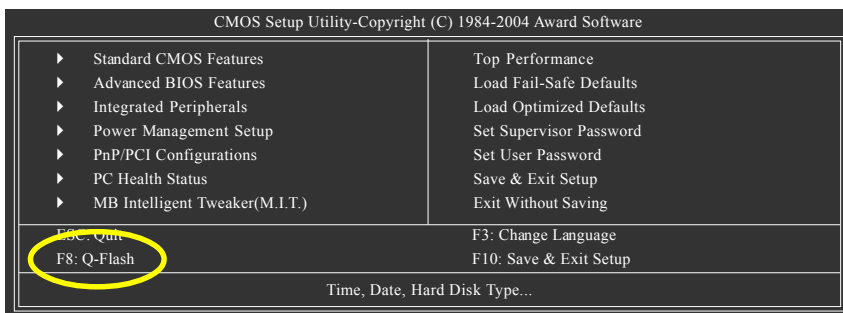 CMOS Setup Utility-Copyright (C) 1984-2004 Award Software
Standard CMOS Features
Advanced BIOS Features
Integrated Peripherals
Power Management Setup
PnP/PCI Configurations
PC Health Status
MB Intelligent Tweaker(M.I.T.)
Top Performance
Load Fail-Safe Defaults
Load Optimized Defaults
Set Supervisor Password
Set User Password
Save & Exit Setup
Exit Without Saving
ESC: Quit
F8: Q-Flash
F3: Change Language
F10: Save & Exit Setup
Time, Date, Hard Disk Type...